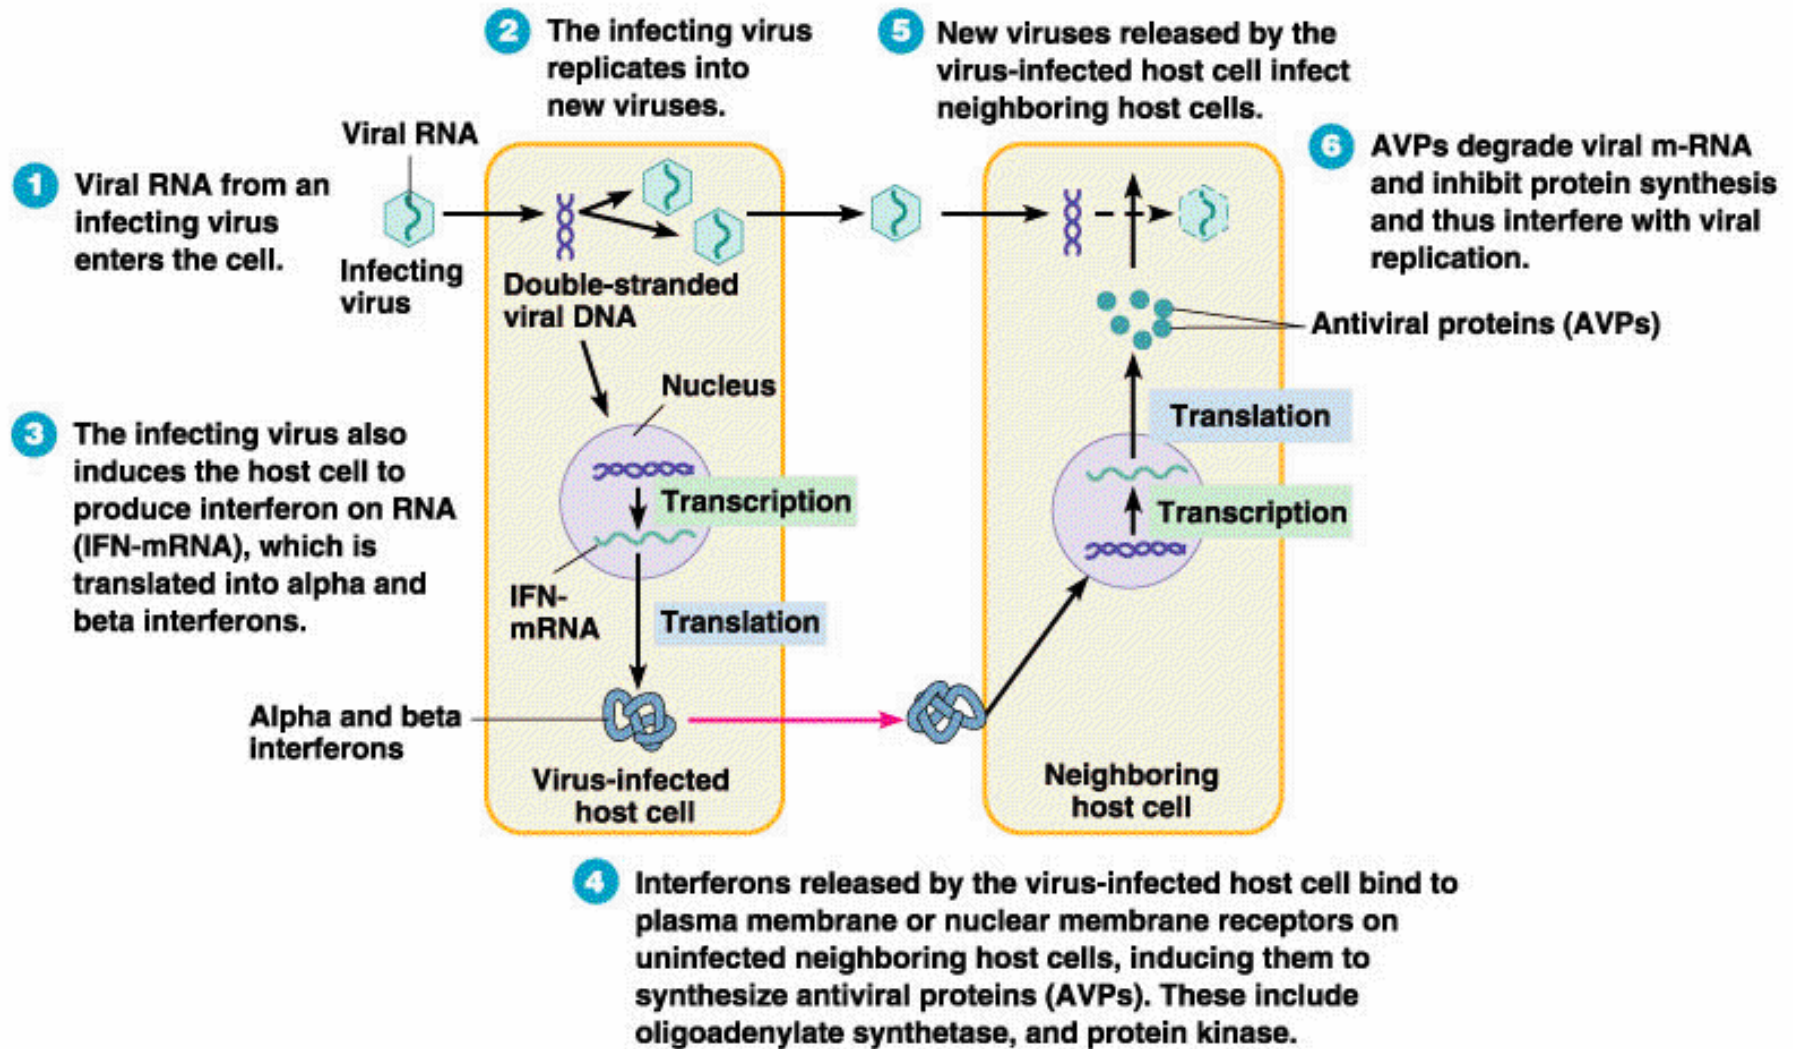 1 Viral RNA from an
infecting virus
enters the cell.
Viral RNA
Infecting
virus
2 The infecting virus
replicates into
new viruses.
Double-stranded
viral DNA
3 The infecting virus also
induces the host cell to
produce interferon on RNA
(IFN-mRNA), which is
translated into alpha and
beta interferons.
Nucleus
Transcription
IFN-
mRNA
Translation
Alpha and beta
interferons
Virus-infected
host cell
4 Interferons released by the virus-infected host cell bind to
plasma membrane or nuclear membrane receptors on
uninfected neighboring host cells, inducing them to
synthesize antiviral proteins (AVPs). These include
oligoadenylate synthetase, and protein kinase.
5 New viruses released by the
virus-infected host cell infect
neighboring host cells.
6 AVPs degrade viral m-RNA
and inhibit protein synthesis
and thus interfere with viral
replication.
Antiviral proteins (AVPs)
Translation
Transcription
Neighboring
host cell